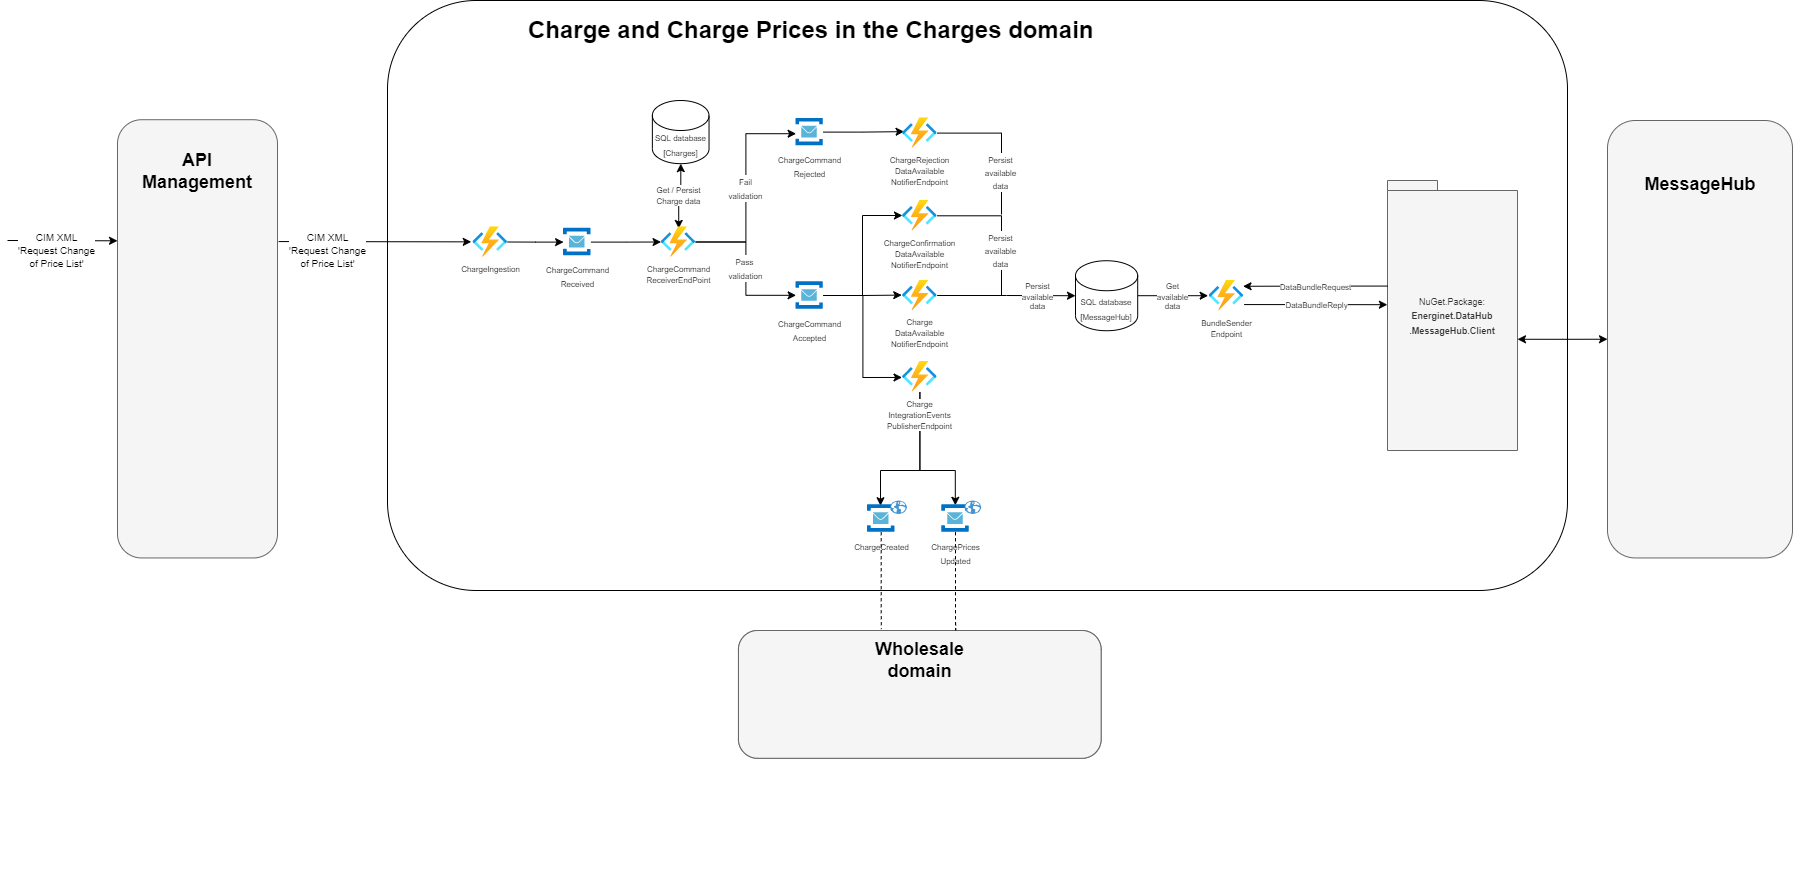 Charge and Charge Prices in the Charges domain
API
Management
CIM XML
'Request Change
of Price List'
CIM XML
'Request Change
of Price List'
ChargeIngestion
ChargeCommand
Received
SQL database
[Charges]
Get / Persist
Charge data
ChargeCommand
ReceiverEndPoint
Fail
validation
Pass
validation
ChargeCommand
Rejected
ChargeCommand
Accepted
ChargeRejection
DataAvailable
NotifierEndpoint
ChargeConfirmation
DataAvailable
NotifierEndpoint
Charge
DataAvailable
NotifierEndpoint
Charge
IntegrationEvents
PublisherEndpoint
Persist
available
data
Persist
available
data
Persist
available
data
SQL database
[MessageHub]
Get
available
data
BundleSender
Endpoint
DataBundleRequest
DataBundleReply
NuGet.Package:
Energinet.DataHub
.MessageHub.Client
MessageHub
ChargeCreated
ChargePrices
Updated
Wholesale
domain